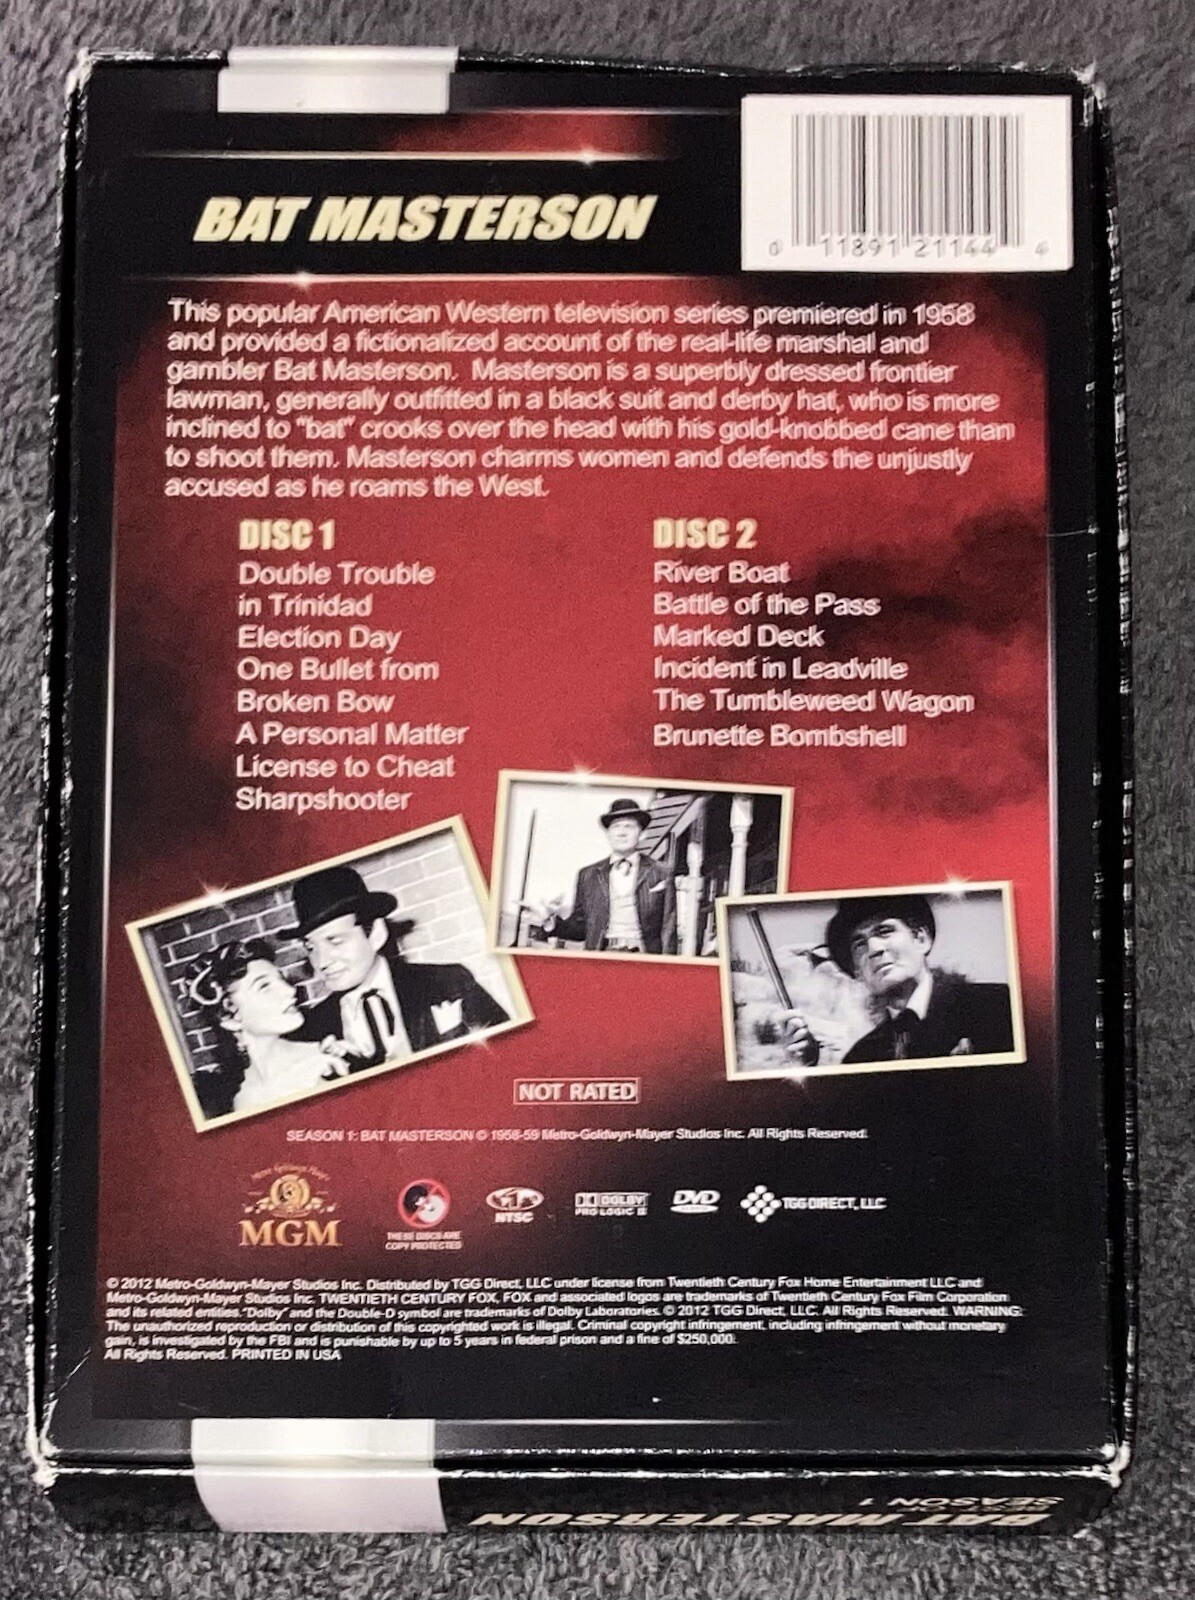 BAT MASTERSON
0 11891 21144 4
This popular American Western television series premiered in 1958
and provided a fictionalized account of the real-life marshal and
gambler Bat Masterson. Masterson is a superbly dressed frontier
lawman, generally outfitted in a black suit and derby hat, who is more
inclined to "bat" crooks over the head with his gold-knobbed cane than
to shoot them. Masterson charms women and defends the unjustly
accused as he roams the West.
DISC 1
Double Trouble
in Trinidad
Election Day
One Bullet from
Broken Bow
A Personal Matter
License to Cheat
Sharpshooter
DISC 2
River Boat
Battle of the Pass
Marked Deck
Incident in Leadville
The Tumbleweed Wagon
Brunette Bombshell
NOT RATED
SEASON 1: BAT MASTERSON © 1958-59 Metro-Goldwyn-Mayer Studios Inc. All Rights Reserved.
MGM
THESE DISCS ARE
COPY PROTECTED
1
NTSC
DOLBY
PRO LOGIC II
DVD
TGG DIRECT, LLC
© 2012 Metro-Goldwyn-Mayer Studios Inc. Distributed by TGG Direct, LLC under license from Twentieth Century Fox Home Entertainment LLC and
Metro-Goldwyn-Mayer Studios Inc. TWENTIETH CENTURY FOX, FOX and associated logos are trademarks of Twentieth Century Fox Film Corporation
and its related entities. "Dolby" and the Double-D symbol are trademarks of Dolby Laboratories. © 2012 TGG Direct, LLC. All Rights Reserved. WARNING:
The unauthorized reproduction or distribution of this copyrighted work is illegal. Criminal copyright infringement, including infringement without monetary
gain, is investigated by the FBI and is punishable by up to 5 years in federal prison and a fine of $250,000.
All Rights Reserved. PRINTED IN USA
BAT MASTERSON
SEASON 1